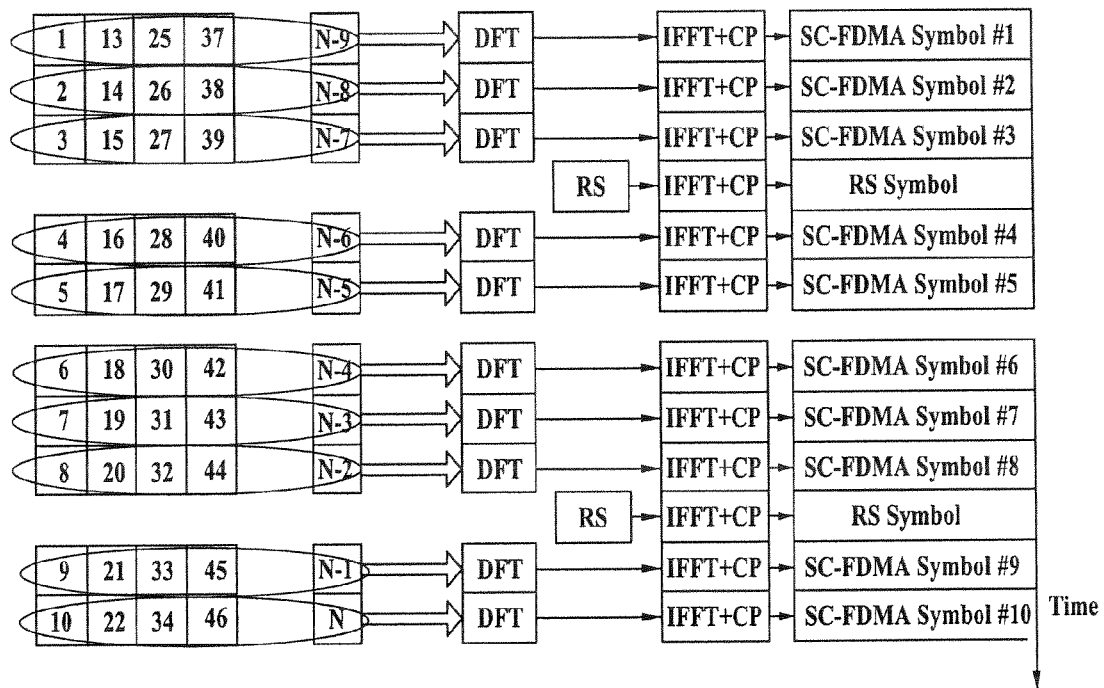 1 13 25 37 N-9 DFT IFFT+CP SC-FDMA Symbol #1
2 14 26 38 N-8 DFT IFFT+CP SC-FDMA Symbol #2
3 15 27 39 N-7 DFT IFFT+CP SC-FDMA Symbol #3
RS IFFT+CP RS Symbol
4 16 28 40 N-6 DFT IFFT+CP SC-FDMA Symbol #4
5 17 29 41 N-5 DFT IFFT+CP SC-FDMA Symbol #5
6 18 30 42 N-4 DFT IFFT+CP SC-FDMA Symbol #6
7 19 31 43 N-3 DFT IFFT+CP SC-FDMA Symbol #7
8 20 32 44 N-2 DFT IFFT+CP SC-FDMA Symbol #8
RS IFFT+CP RS Symbol
9 21 33 45 N-1 DFT IFFT+CP SC-FDMA Symbol #9
10 22 34 46 N DFT IFFT+CP SC-FDMA Symbol #10
Time